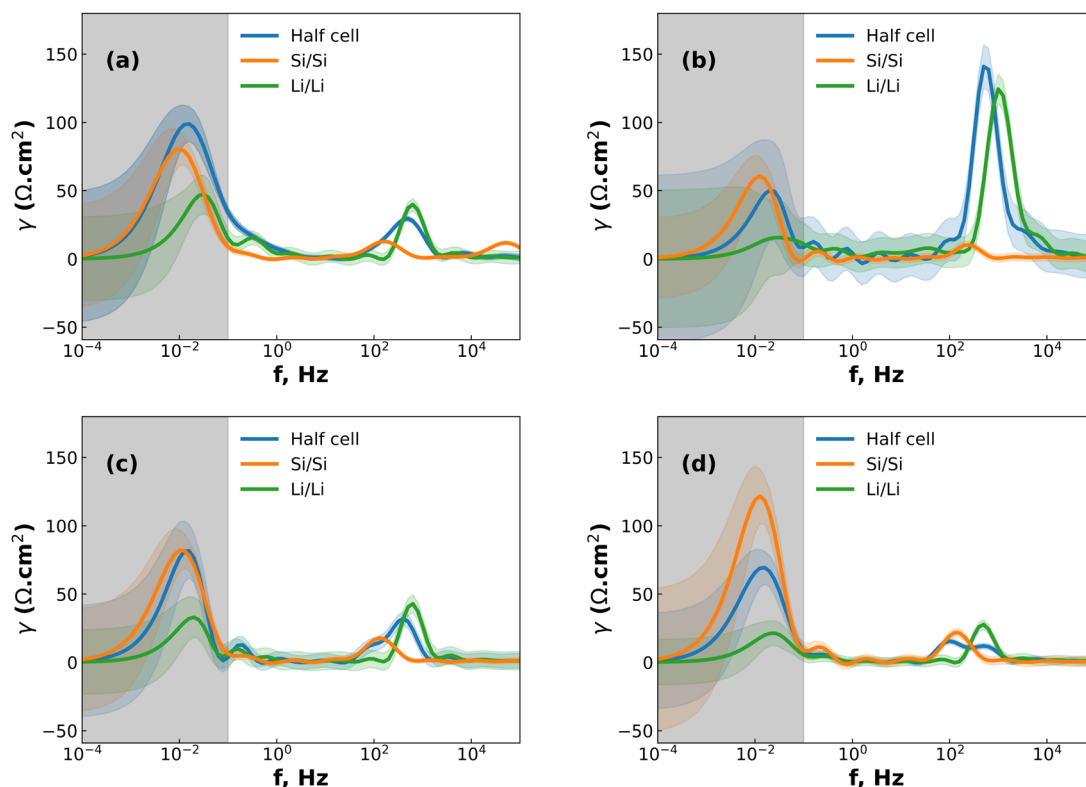 (a)
Half cell
Si/Si
Li/Li
150
100
50
0
−50
γ (Ω.cm²)
10⁻⁴ 10⁻² 10⁰ 10² 10⁴
f, Hz
(b)
Half cell
Si/Si
Li/Li
150
100
50
0
−50
γ (Ω.cm²)
10⁻⁴ 10⁻² 10⁰ 10² 10⁴
f, Hz
(c)
Half cell
Si/Si
Li/Li
150
100
50
0
−50
γ (Ω.cm²)
10⁻⁴ 10⁻² 10⁰ 10² 10⁴
f, Hz
(d)
Half cell
Si/Si
Li/Li
150
100
50
0
−50
γ (Ω.cm²)
10⁻⁴ 10⁻² 10⁰ 10² 10⁴
f, Hz